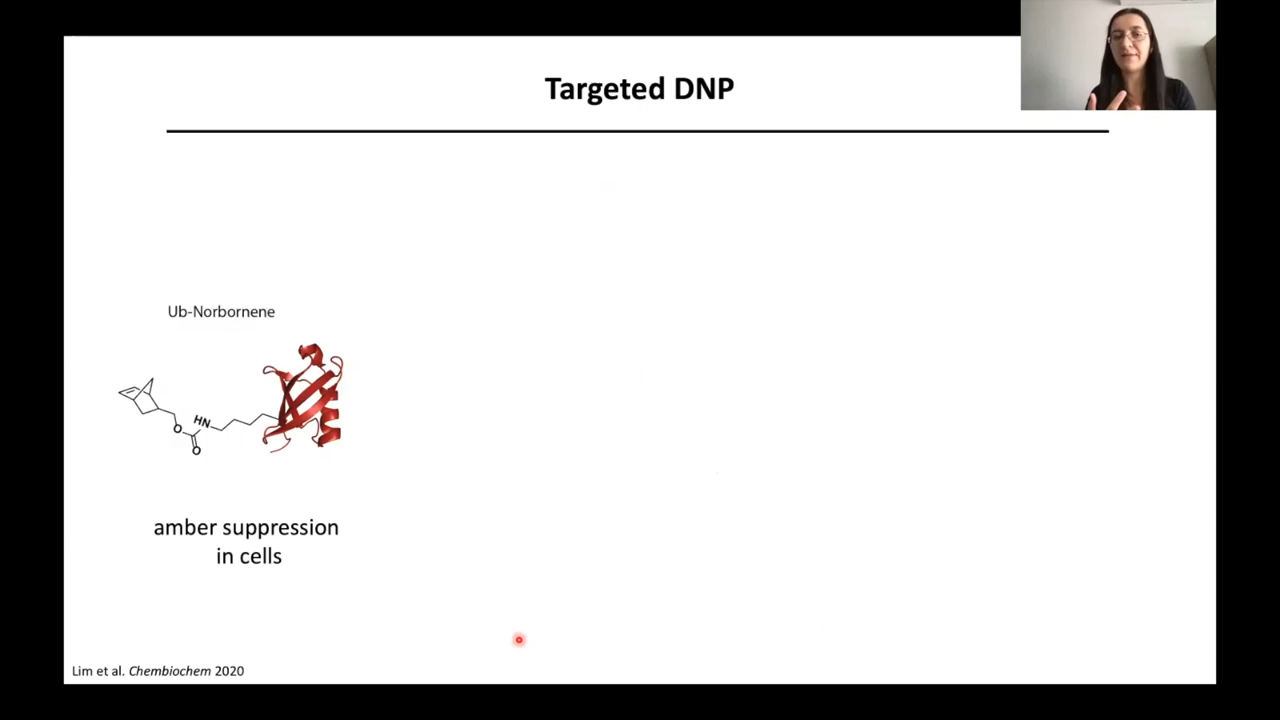 Targeted DNP
Ub-Norbornene
HN
O
O
amber suppression
in cells
Lim et al. Chembiochem 2020